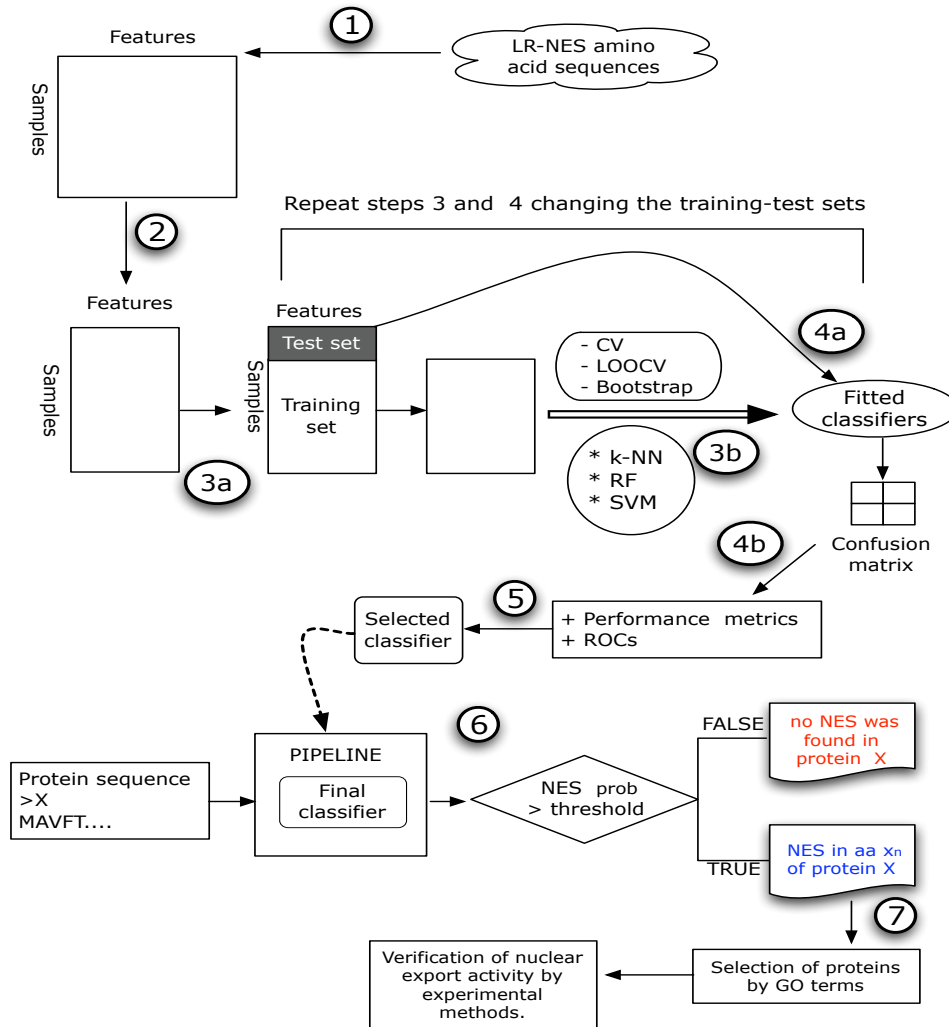 1
Features
LR-NES amino
acid sequences
Samples
2
Repeat steps 3 and 4 changing the training-test sets
Features
Samples
3a
Features
Test set
Samples
Training
set
- CV
- LOOCV
- Bootstrap
3b
* k-NN
* RF
* SVM
4a
Fitted
classifiers
Confusion
matrix
4b
+ Performance metrics
+ ROCs
5
Selected
classifier
6
Protein sequence
>X
MAVFT....
PIPELINE
Final
classifier
NES prob
> threshold
FALSE
no NES was
found in
protein X
TRUE
NES in aa xn
of protein X
7
Selection of proteins
by GO terms
Verification of nuclear
export activity by
experimental
methods.